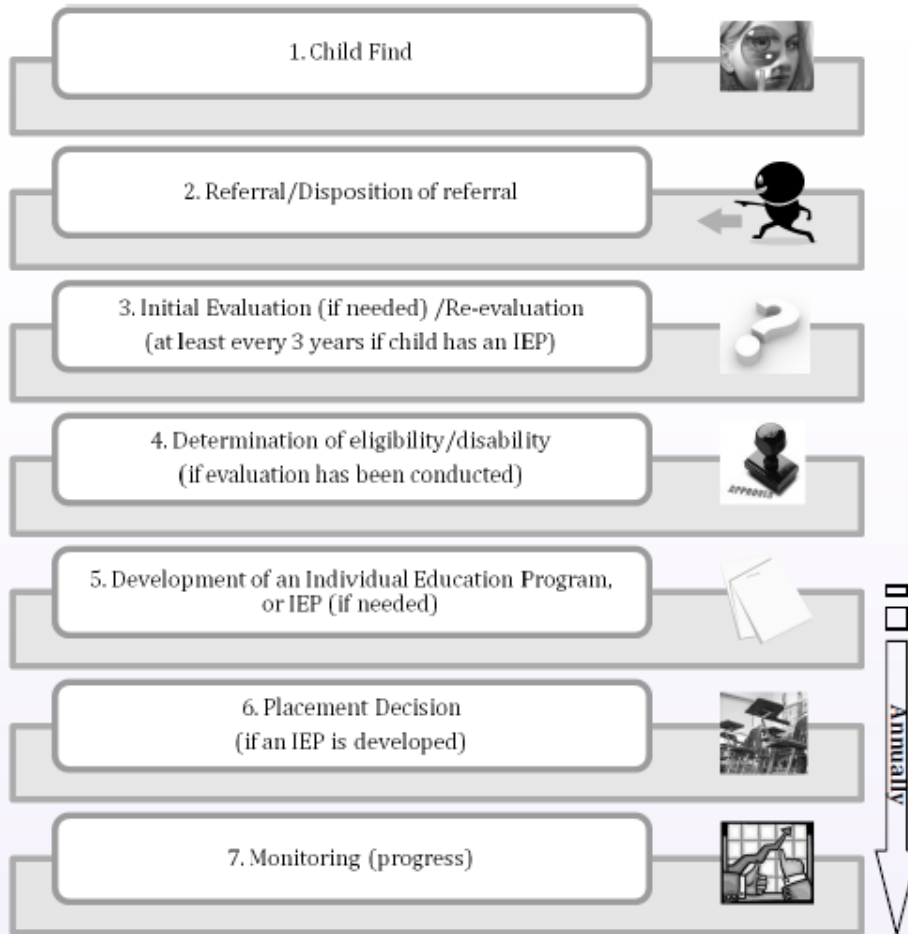 1. Child Find
2. Referral/Disposition of referral
3. Initial Evaluation (if needed) /Re-evaluation
(at least every 3 years if child has an IEP)
4. Determination of eligibility/disability
(if evaluation has been conducted)
APPROVED
5. Development of an Individual Education Program,
or IEP (if needed)
6. Placement Decision
(if an IEP is developed)
7. Monitoring (progress)
Annually